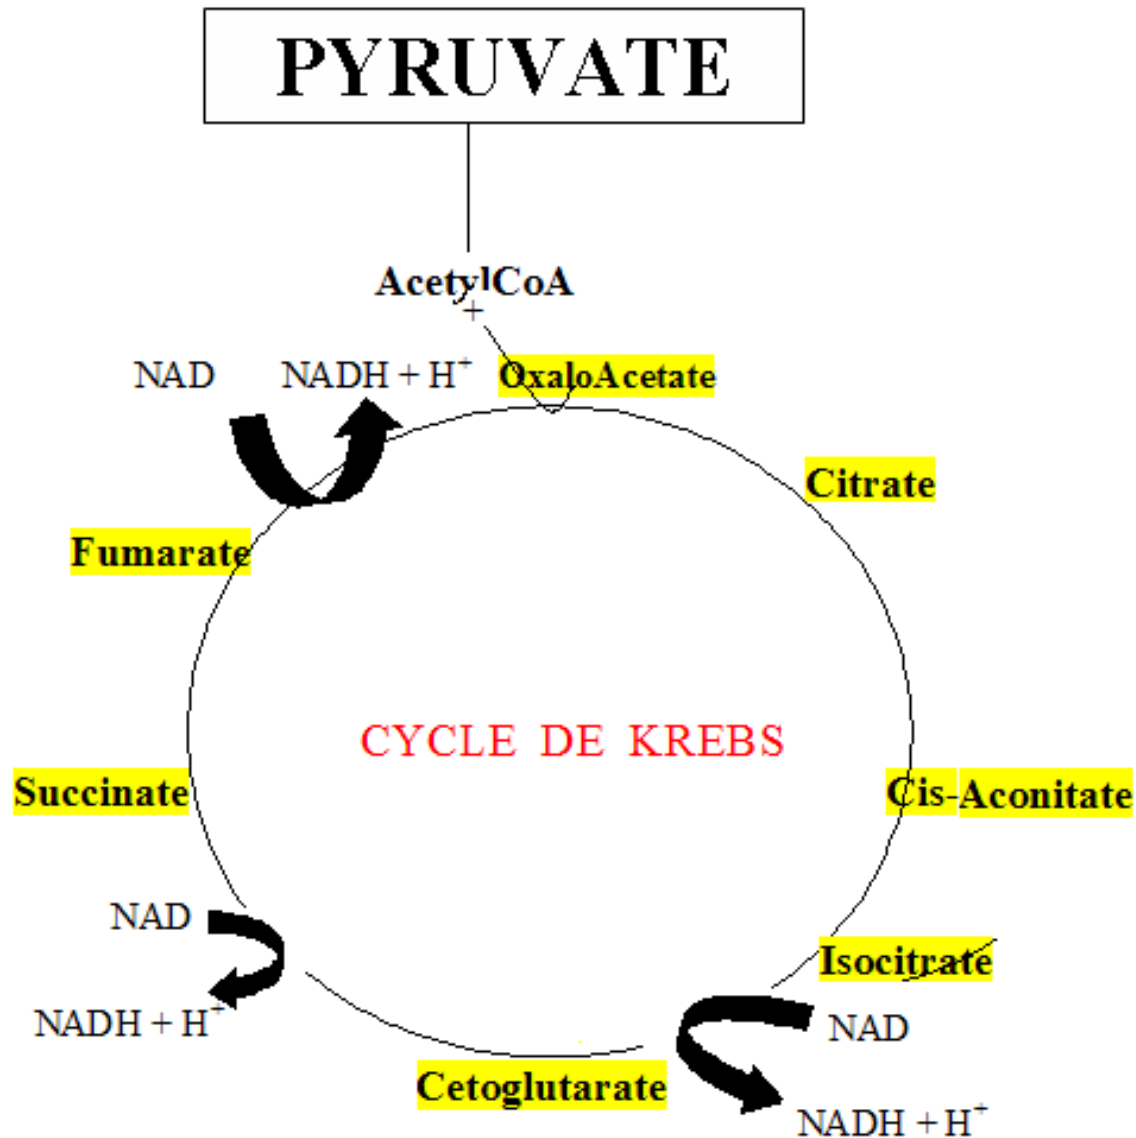 PYRUVATE
AcetylCoA
+
NAD
NADH + H⁺
OxaloAcetate
Citrate
Fumarate
CYCLE DE KREBS
Succinate
Cis-Aconitate
NAD
Isocitrate
NADH + H⁺
NAD
Cetoglutarate
NADH + H⁺